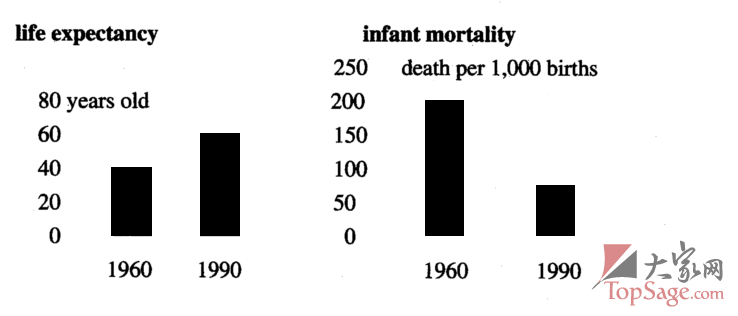 life expectancy
80 years old
60
40
20
0
1960 1990
infant mortality
250 death per 1,000 births
200
150
100
50
0
1960 1990
大家网
TopSage.com